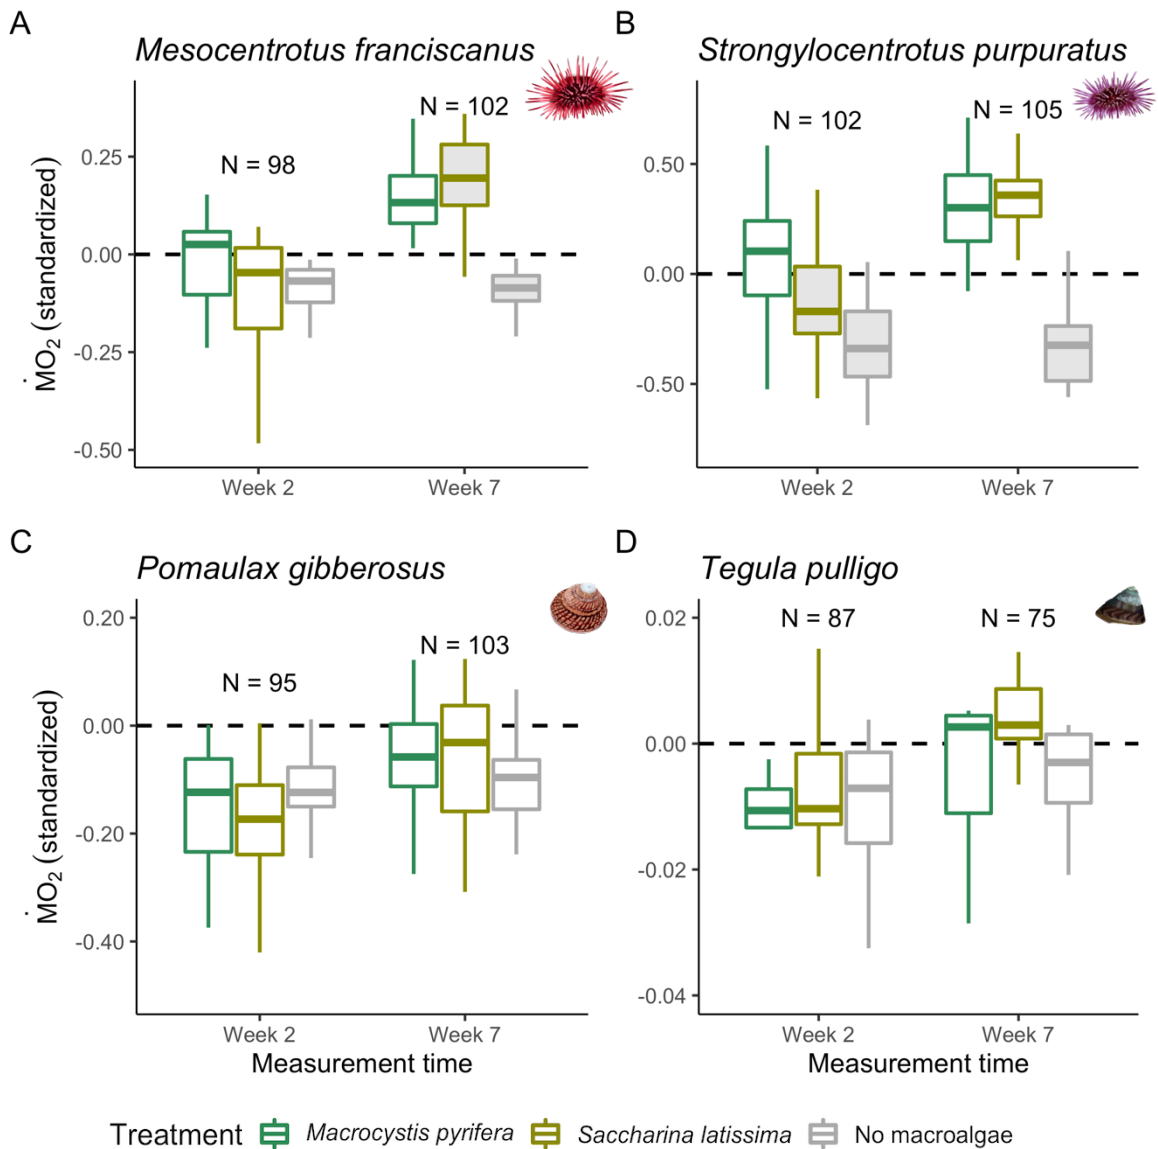 A
Mesocentrotus franciscanus
N = 98
N = 102
0.25
0.00
-0.25
-0.50
ṀO₂ (standardized)
Week 2
Week 7
B
Strongylocentrotus purpuratus
N = 102
N = 105
0.50
0.00
-0.50
Week 2
Week 7
C
Pomaulax gibberosus
N = 95
N = 103
0.20
0.00
-0.20
-0.40
ṀO₂ (standardized)
Week 2
Week 7
Measurement time
D
Tegula pulligo
N = 87
N = 75
0.02
0.00
-0.02
-0.04
Week 2
Week 7
Measurement time
Treatment Macrocystis pyrifera Saccharina latissima No macroalgae